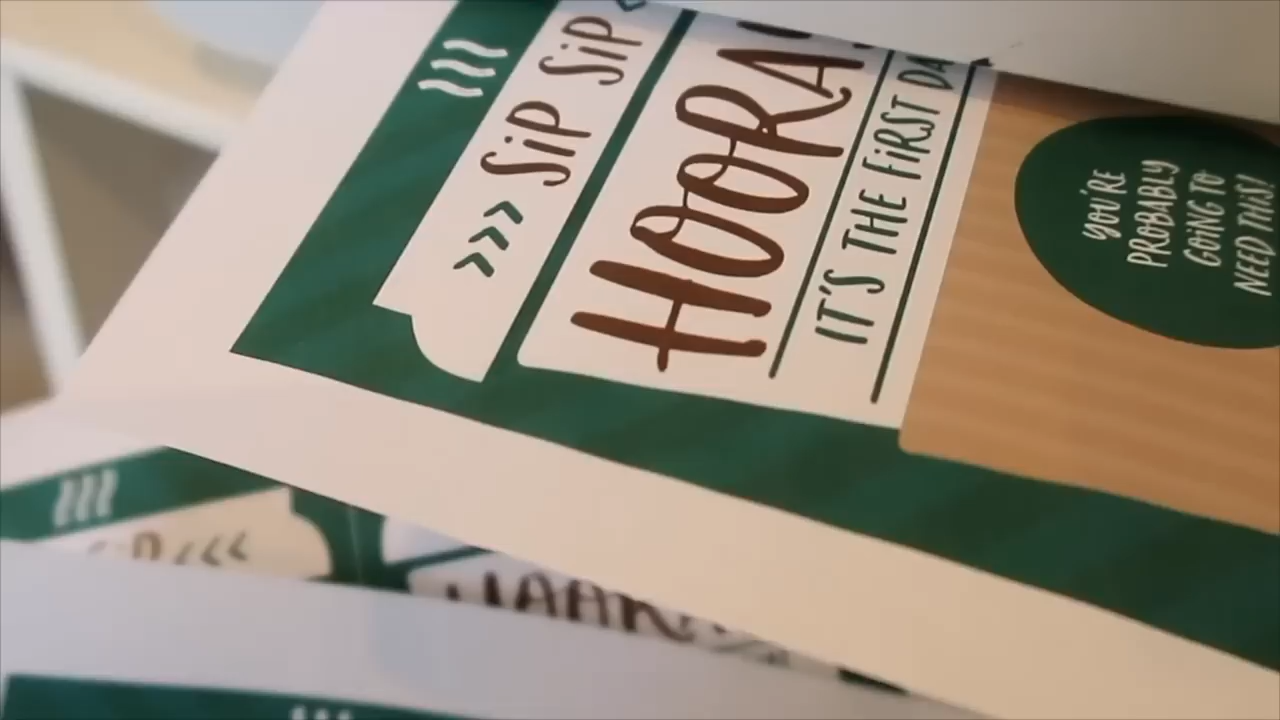 >>> SiP SiP <
HOORA
IT'S THE FiRST DA
YOU'RE
PROBABLY
GOiNG TO
NEED THiS!
<<<